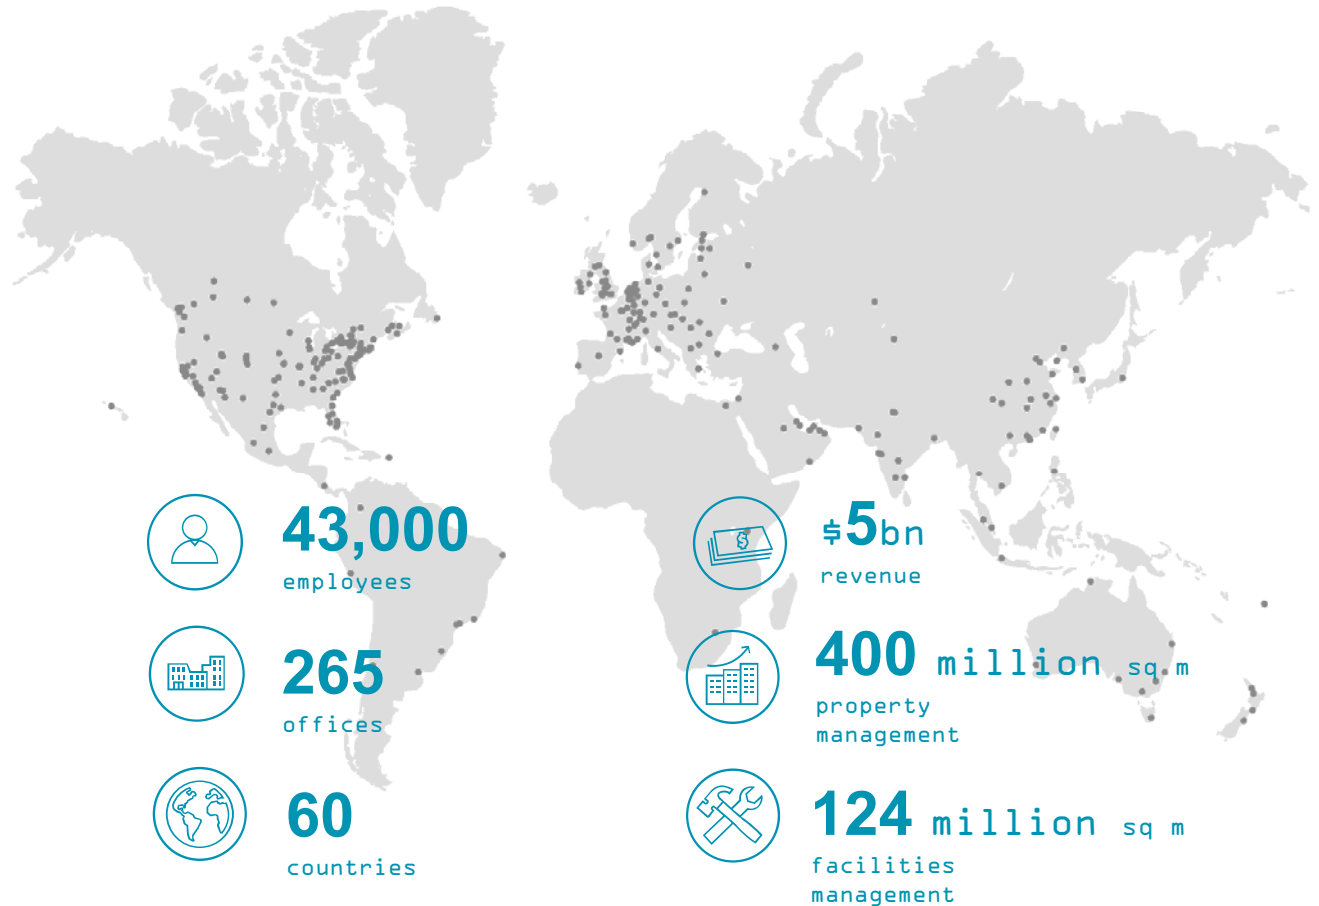 43,000
employees
265
offices
60
countries
$5bn
revenue
400 million sq m
property
management
124 million sq m
facilities
management